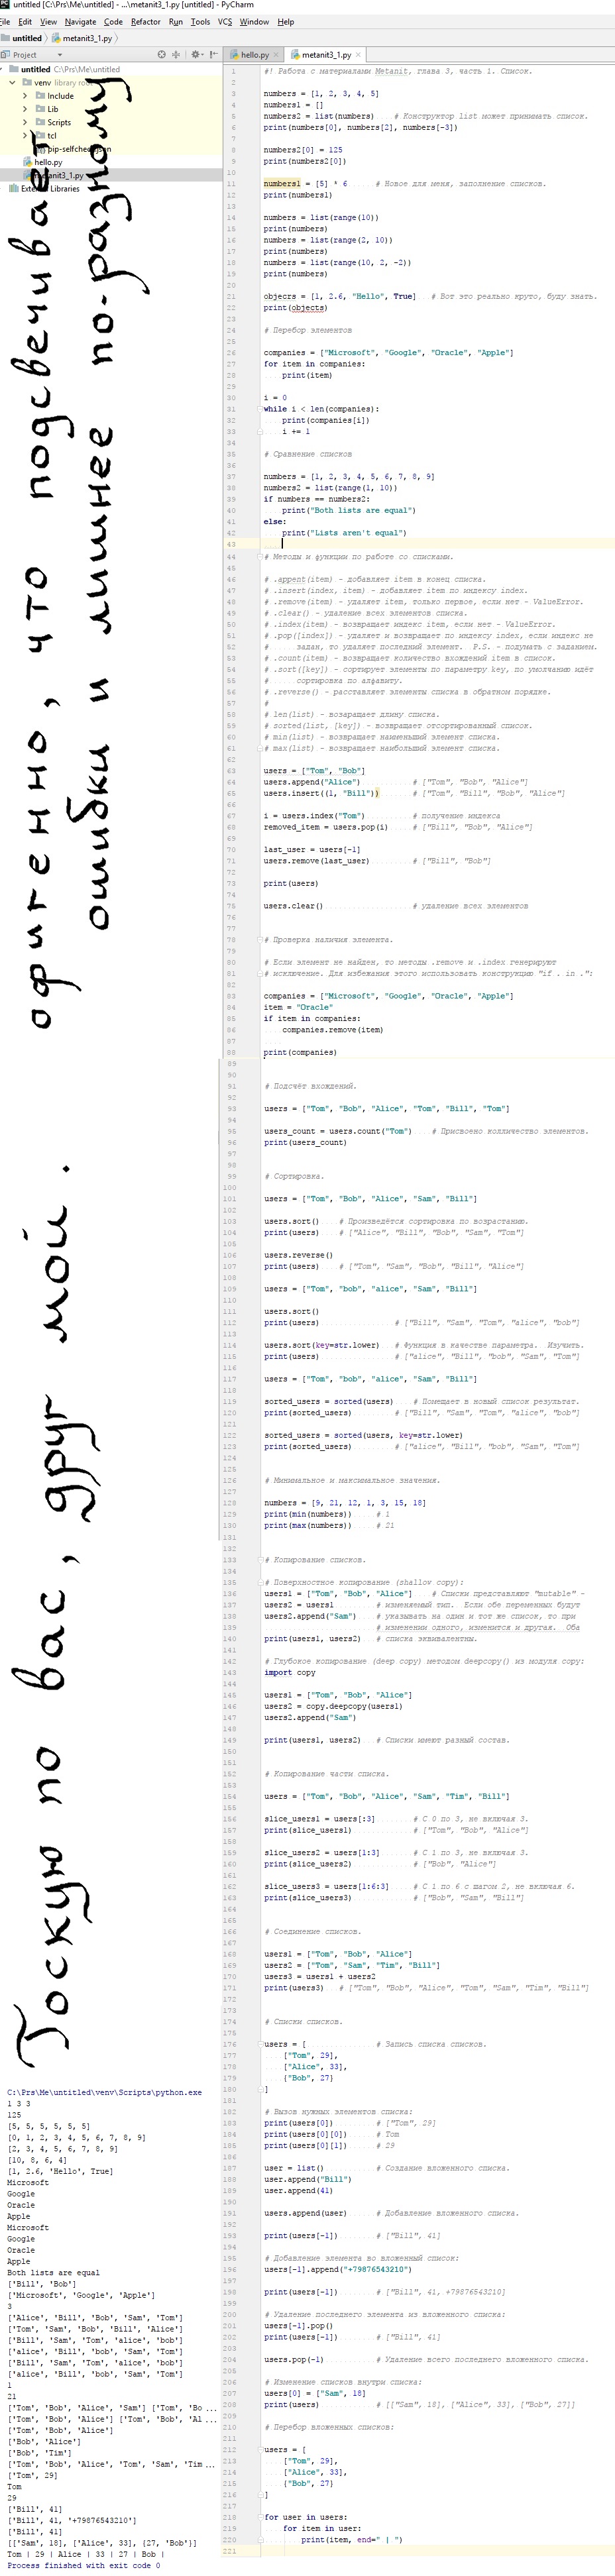 untitled [C:\Prs\Me\untitled] - ...\metanit3_1.py [untitled] - PyCharm
File Edit View Navigate Code Refactor Run Tools VCS Window Help
untitled metanit3_1.py
Project
hello.py metanit3_1.py
untitled C:\Prs\Me\untitled
venv library root
Include
Lib
Scripts
tcl
pip-selfcheck.json
hello.py
metanit3_1.py
External Libraries
офигенно, что подсвечивает
ошибки и лишнее по-разному
Тоскую по вас, друг мой.
#! Работа с материалами Metanit, глава 3, часть 1. Список.
numbers = [1, 2, 3, 4, 5]
numbers1 = []
numbers2 = list(numbers) # Конструктор list может принимать список.
print(numbers[0], numbers[2], numbers[-3])
numbers2[0] = 125
print(numbers2[0])
numbers1 = [5] * 6 # Новое для меня, заполнение списков.
print(numbers1)
numbers = list(range(10))
print(numbers)
numbers = list(range(2, 10))
print(numbers)
numbers = list(range(10, 2, -2))
print(numbers)
objecrs = [1, 2.6, "Hello", True] # Вот это реально круто, буду знать.
print(objects)
# Перебор элементов
companies = ["Microsoft", "Google", "Oracle", "Apple"]
for item in companies:
print(item)
i = 0
while i < len(companies):
print(companies[i])
i += 1
# Сравнение списков
numbers = [1, 2, 3, 4, 5, 6, 7, 8, 9]
numbers2 = list(range(1, 10))
if numbers == numbers2:
print("Both lists are equal")
else:
print("Lists aren't equal")
# Методы и функции по работе со списками.
# .append(item) - добавляет item в конец списка.
# .insert(index, item) - добавляет item по индексу index.
# .remove(item) - удаляет item, только первое, если нет - ValueError.
# .clear() - удаление всех элементов списка.
# .index(item) - возвращает индекс item, если нет - ValueError.
# .pop([index]) - удаляет и возвращает по индексу index, если индекс не
# задан, то удаляет последний элемент. P.S. - подумать с заданием.
# .count(item) - возвращает количество вхождений item в список.
# .sort([key]) - сортирует элементы по параметру key, по умолчанию идёт
# сортировка по алфавиту.
# .reverse() - расставляет элементы списка в обратном порядке.
#
# len(list) - возаращает длину списка.
# sorted(list, [key]) - возвращает отсортированный список.
# min(list) - возвращает наименьший элемент списка.
# max(list) - возвращает наибольший элемент списка.
users = ["Tom", "Bob"]
users.append("Alice") # ["Tom", "Bob", "Alice"]
users.insert((1, "Bill")) # ["Tom", "Bill", "Bob", "Alice"]
i = users.index("Tom") # получение индекса
removed_item = users.pop(i) # ["Bill", "Bob", "Alice"]
last_user = users[-1]
users.remove(last_user) # ["Bill", "Bob"]
print(users)
users.clear() # удаление всех элементов
# Проверка наличия элемента.
# Если элемент не найден, то методы .remove и .index генерируют
# исключение. Для избежания этого использовать конструкцию "if . in .":
companies = ["Microsoft", "Google", "Oracle", "Apple"]
item = "Oracle"
if item in companies:
companies.remove(item)
print(companies)
# Подсчёт вхождений.
users = ["Tom", "Bob", "Alice", "Tom", "Bill", "Tom"]
users_count = users.count("Tom") # Присвоено колличество элементов.
print(users_count)
# Сортировка.
users = ["Tom", "Bob", "Alice", "Sam", "Bill"]
users.sort() # Произведётся сортировка по возрастанию.
print(users) # ["Alice", "Bill", "Bob", "Sam", "Tom"]
users.reverse()
print(users) # ["Tom", "Sam", "Bob", "Bill", "Alice"]
users = ["Tom", "bob", "alice", "Sam", "Bill"]
users.sort()
print(users) # ["Bill", "Sam", "Tom", "alice", "bob"]
users.sort(key=str.lower) # Функция в качестве параметра. Изучить.
print(users) # ["alice", "Bill", "bob", "Sam", "Tom"]
users = ["Tom", "bob", "alice", "Sam", "Bill"]
sorted_users = sorted(users) # Помещает в новый список результат.
print(sorted_users) # ["Bill", "Sam", "Tom", "alice", "bob"]
sorted_users = sorted(users, key=str.lower)
print(sorted_users) # ["alice", "Bill", "bob", "Sam", "Tom"]
# Минимальное и максимальное значения.
numbers = [9, 21, 12, 1, 3, 15, 18]
print(min(numbers)) # 1
print(max(numbers)) # 21
# Копирование списков.
# Поверхностное копирование (shallov copy):
users1 = ["Tom", "Bob", "Alice"] # Списки представляют "mutable" -
users2 = users1 # изменяемый тип. Если обе переменных будут
users2.append("Sam") # указывать на один и тот же список, то при
# изменении одного, изменится и другая. Оба
print(users1, users2) # списка эквивалентны.
# Глубокое копирование (deep copy) методом deepcopy() из модуля copy:
import copy
users1 = ["Tom", "Bob", "Alice"]
users2 = copy.deepcopy(users1)
users2.append("Sam")
print(users1, users2) # Списки имеют разный состав.
# Копирование части списка.
users = ["Tom", "Bob", "Alice", "Sam", "Tim", "Bill"]
slice_users1 = users[:3] # С 0 по 3, не включая 3.
print(slice_users1) # ["Tom", "Bob", "Alice"]
slice_users2 = users[1:3] # С 1 по 3, не включая 3.
print(slice_users2) # ["Bob", "Alice"]
slice_users3 = users[1:6:3] # С 1 по 6 с шагом 2, не включая 6.
print(slice_users3) # ["Bob", "Sam", "Bill"]
# Соединение списков.
users1 = ["Tom", "Bob", "Alice"]
users2 = ["Tom", "Sam", "Tim", "Bill"]
users3 = users1 + users2
print(users3) # ["Tom", "Bob", "Alice", "Tom", "Sam", "Tim", "Bill"]
# Списки списков.
users = [ # Запись списка списков.
["Tom", 29],
["Alice", 33],
{"Bob", 27}
]
# Вызов нужных элементов списка:
print(users[0]) # ["Tom", 29]
print(users[0][0]) # Tom
print(users[0][1]) # 29
user = list() # Создание вложенного списка.
user.append("Bill")
user.append(41)
users.append(user) # Добавление вложенного списка.
print(users[-1]) # ["Bill", 41]
# Добавление элемента во вложенный список:
users[-1].append("+79876543210")
print(users[-1]) # ["Bill", 41, +79876543210]
# Удаление последнего элемента из вложенного списка:
users[-1].pop()
print(users[-1]) # ["Bill", 41]
users.pop(-1) # Удаление всего последнего вложенного списка.
# Изменение списков внутри списка:
users[0] = ["Sam", 18]
print(users) # [["Sam", 18], ["Alice", 33], ["Bob", 27]]
# Перебор вложенных списков:
users = [
["Tom", 29],
["Alice", 33],
{"Bob", 27}
]
for user in users:
for item in user:
print(item, end=" | ")
C:\Prs\Me\untitled\venv\Scripts\python.exe
1 3 3
125
[5, 5, 5, 5, 5, 5]
[0, 1, 2, 3, 4, 5, 6, 7, 8, 9]
[2, 3, 4, 5, 6, 7, 8, 9]
[10, 8, 6, 4]
[1, 2.6, 'Hello', True]
Microsoft
Google
Oracle
Apple
Microsoft
Google
Oracle
Apple
Both lists are equal
['Bill', 'Bob']
['Microsoft', 'Google', 'Apple']
3
['Alice', 'Bill', 'Bob', 'Sam', 'Tom']
['Tom', 'Sam', 'Bob', 'Bill', 'Alice']
['Bill', 'Sam', 'Tom', 'alice', 'bob']
['alice', 'Bill', 'bob', 'Sam', 'Tom']
['Bill', 'Sam', 'Tom', 'alice', 'bob']
['alice', 'Bill', 'bob', 'Sam', 'Tom']
1
21
['Tom', 'Bob', 'Alice', 'Sam'] ['Tom', 'Bo ...
['Tom', 'Bob', 'Alice'] ['Tom', 'Bob', 'Al ...
['Tom', 'Bob', 'Alice']
['Bob', 'Alice']
['Bob', 'Tim']
['Tom', 'Bob', 'Alice', 'Tom', 'Sam', 'Tim ...
['Tom', 29]
Tom
29
['Bill', 41]
['Bill', 41, '+79876543210']
['Bill', 41]
[['Sam', 18], ['Alice', 33], {27, 'Bob'}]
Tom | 29 | Alice | 33 | 27 | Bob |
Process finished with exit code 0